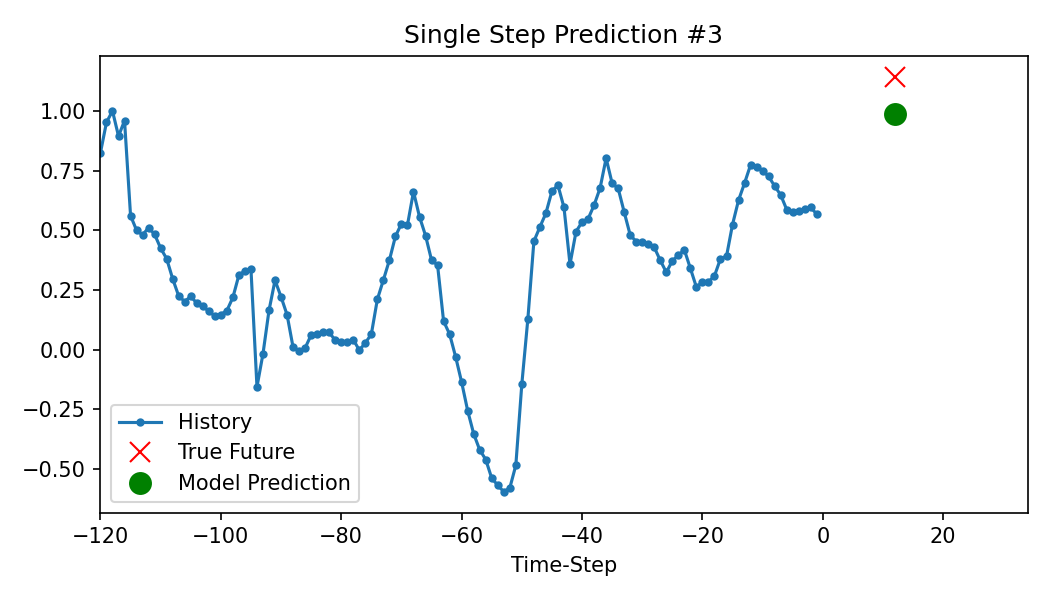 Single Step Prediction #3
1.00
0.75
0.50
0.25
0.00
−0.25
−0.50
History
True Future
Model Prediction
−120 −100 −80 −60 −40 −20 0 20
Time-Step